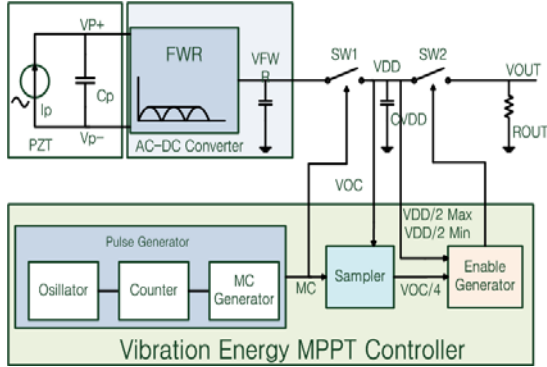 VP+
FWR
VFW
R
SW1
VDD
SW2
VOUT
Ip
Cp
CVDD
ROUT
Vp-
PZT
AC-DC Converter
VOC
VDD/2 Max
VDD/2 Min
Pulse Generator
Osillator
Counter
MC
Generator
MC
Sampler
VOC/4
Enable
Generator
Vibration Energy MPPT Controller